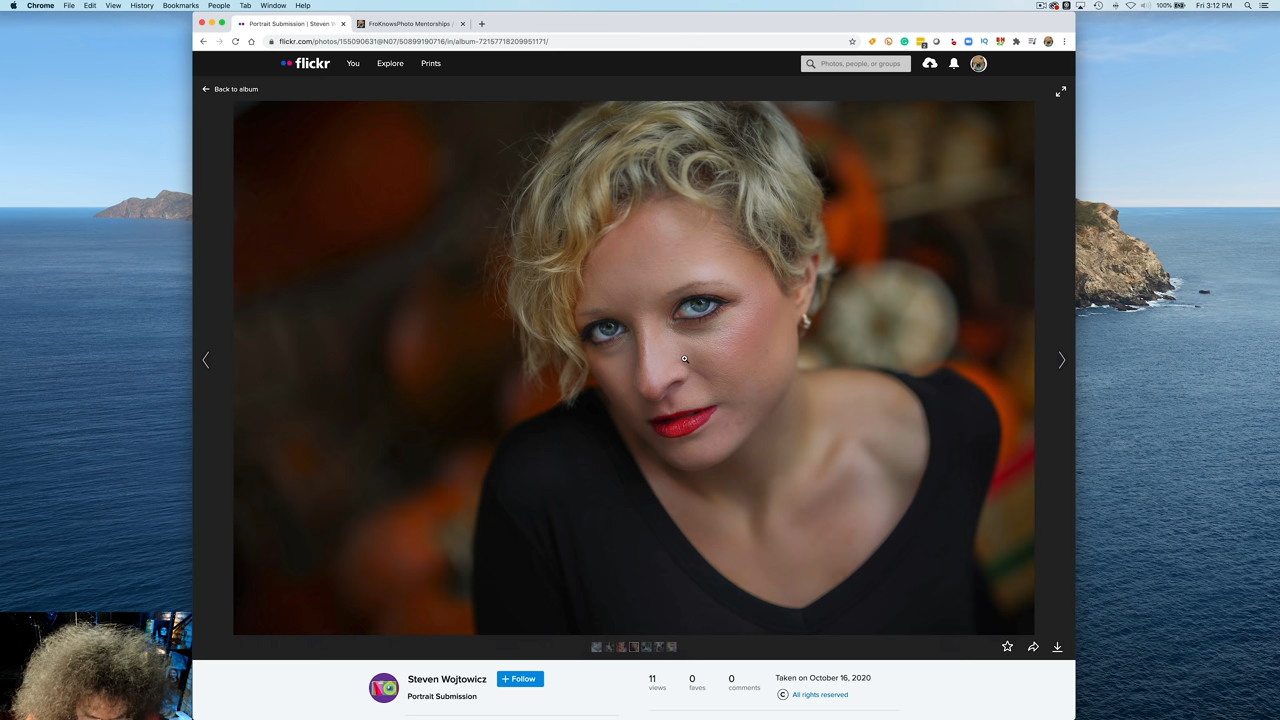 Chrome File Edit View History Bookmarks People Tab Window Help
100% Fri 3:12 PM
Portrait Submission | Steven W
FroKnowsPhoto Mentorships
flickr.com/photos/155090631@N07/50899190716/in/album-72157718209951171/
flickr You Explore Prints
Photos, people, or groups
Back to album
Steven Wojtowicz
+ Follow
Portrait Submission
11 views
0 faves
0 comments
Taken on October 16, 2020
All rights reserved